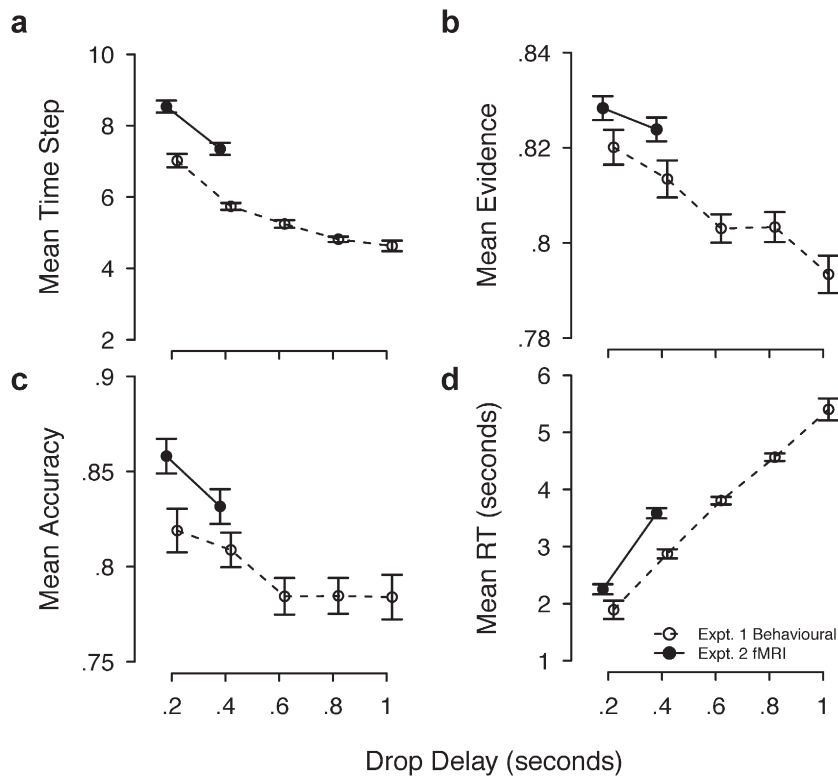 a
Mean Time Step
10
8
6
4
2
b
Mean Evidence
.84
.82
.8
.78
c
Mean Accuracy
.9
.85
.8
.75
.2 .4 .6 .8 1
d
Mean RT (seconds)
6
5
4
3
2
1
Expt. 1 Behavioural
Expt. 2 fMRI
.2 .4 .6 .8 1
Drop Delay (seconds)